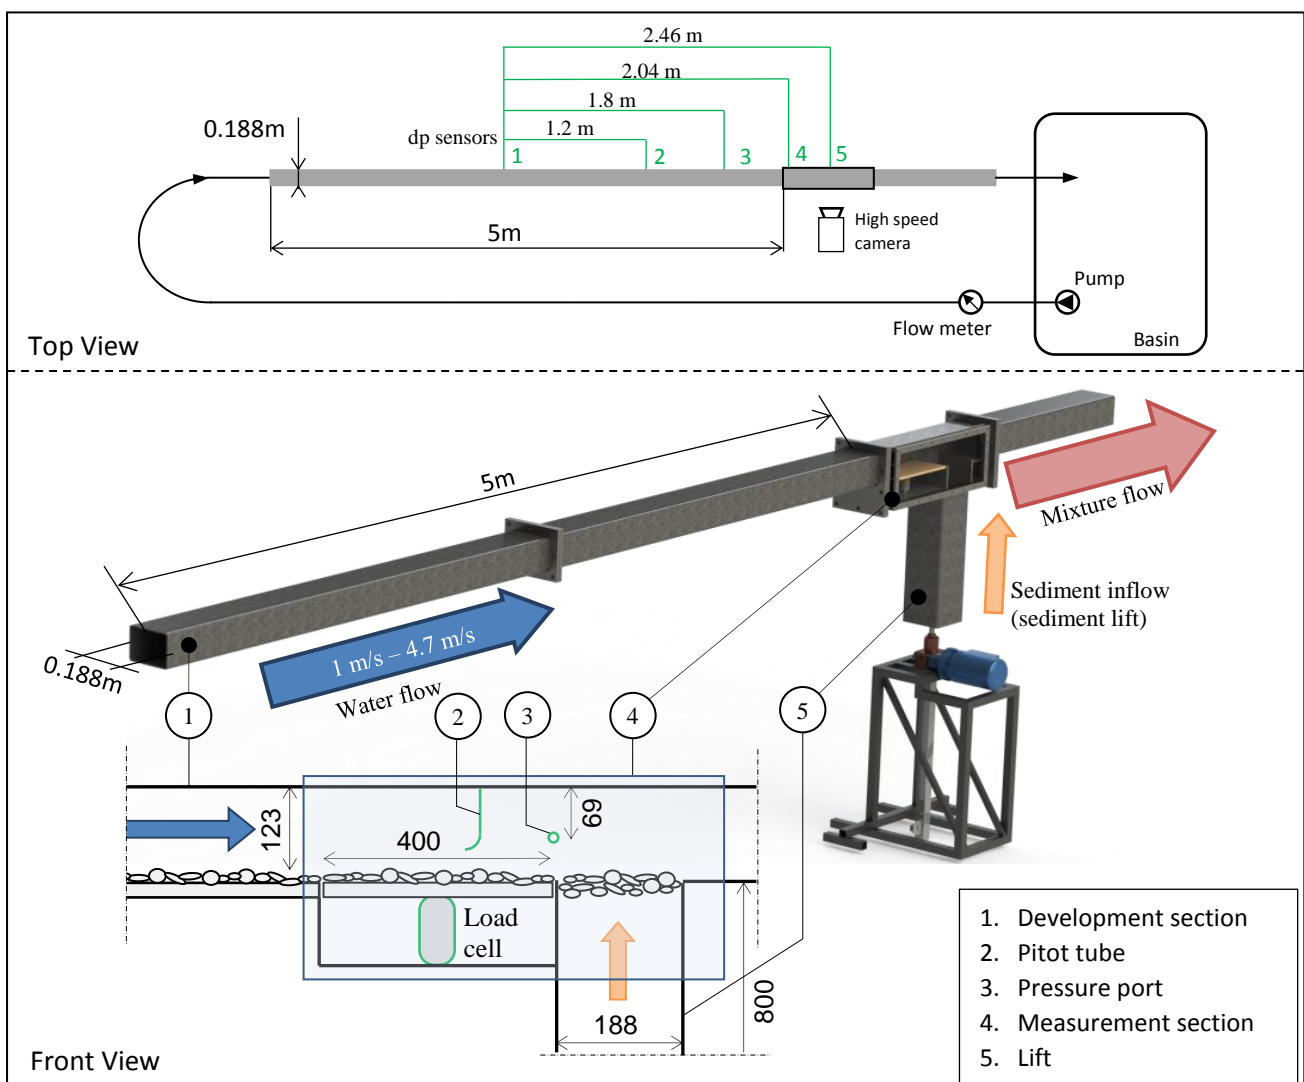 2.46 m
2.04 m
1.8 m
1.2 m
0.188m
dp sensors
1
2
3
4
5
High speed
camera
5m
Pump
Flow meter
Basin
Top View
5m
Mixture flow
Sediment inflow
(sediment lift)
1 m/s – 4.7 m/s
Water flow
0.188m
1
2
3
4
5
123
69
400
Load
cell
188
800
Front View
1. Development section
2. Pitot tube
3. Pressure port
4. Measurement section
5. Lift